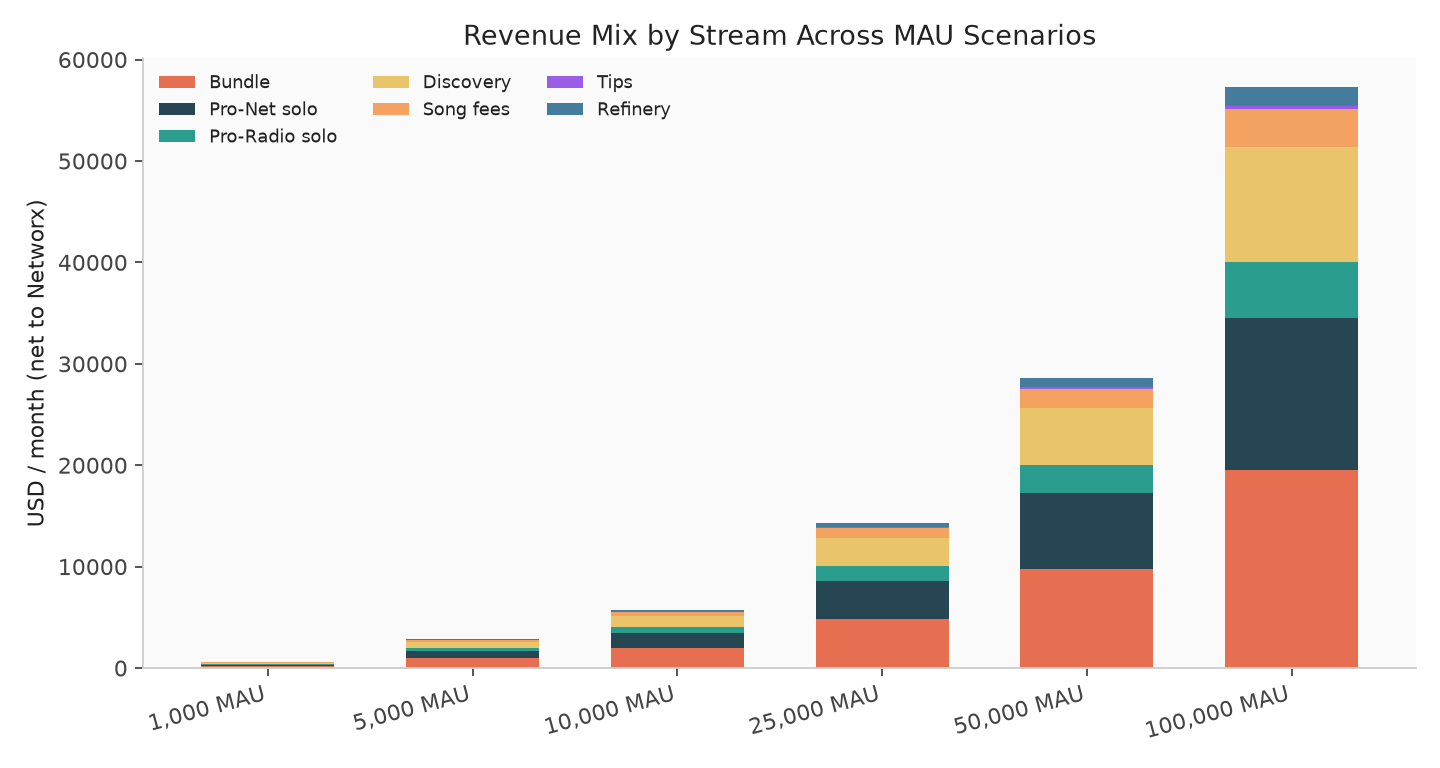 Revenue Mix by Stream Across MAU Scenarios
USD / month (net to Networx)
60000
50000
40000
30000
20000
10000
0
Bundle
Pro-Net solo
Pro-Radio solo
Discovery
Song fees
Tips
Refinery
1,000 MAU
5,000 MAU
10,000 MAU
25,000 MAU
50,000 MAU
100,000 MAU